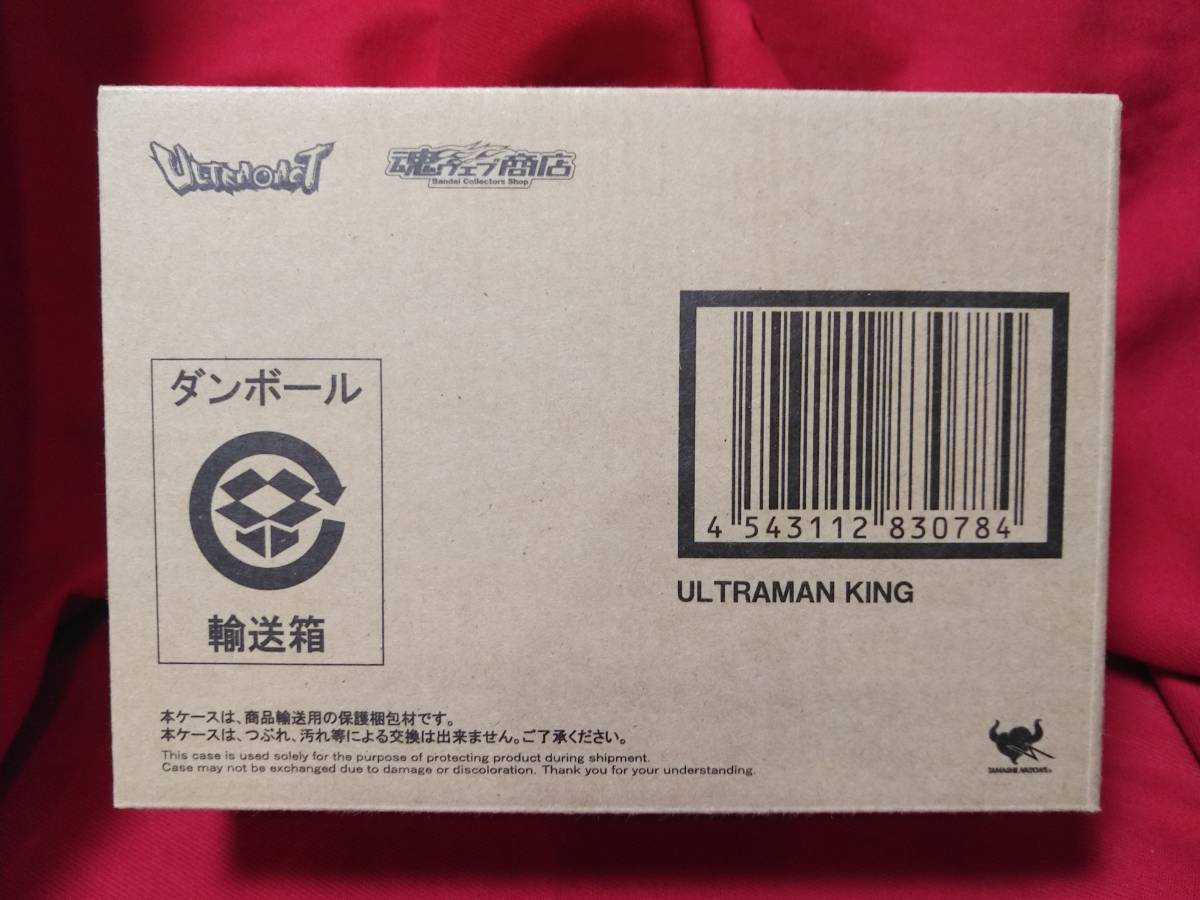 ULTRA-ACT
魂ウェブ商店
Bandai Collectors Shop
ダンボール
輸送箱
4 543112 830784
ULTRAMAN KING
本ケースは、商品輸送用の保護梱包材です。
本ケースは、つぶれ、汚れ等による交換は出来ません。ご了承ください。
This case is used solely for the purpose of protecting product during shipment.
Case may not be exchanged due to damage or discoloration. Thank you for your understanding.
TAMASHII NATIONS